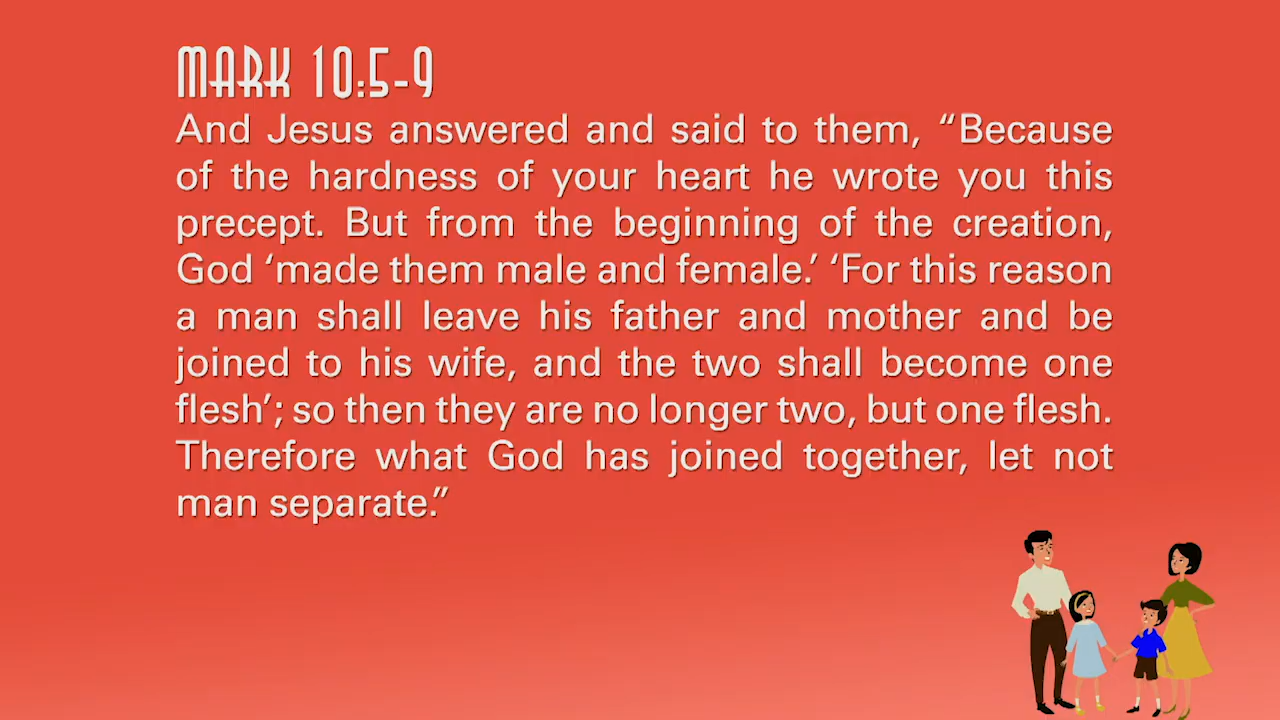 MARK 10:5-9
And Jesus answered and said to them, “Because
of the hardness of your heart he wrote you this
precept. But from the beginning of the creation,
God ‘made them male and female.’ ‘For this reason
a man shall leave his father and mother and be
joined to his wife, and the two shall become one
flesh’; so then they are no longer two, but one flesh.
Therefore what God has joined together, let not
man separate.”